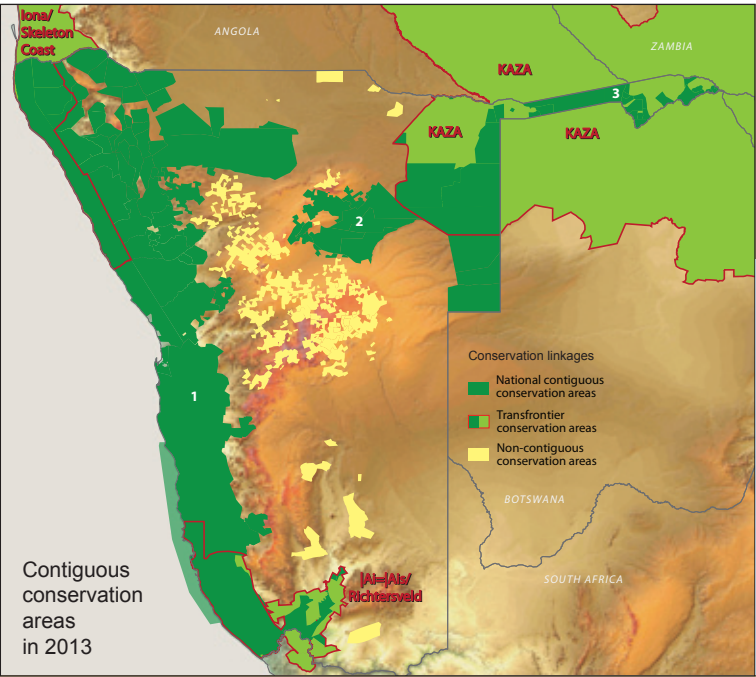 Iona/
Skeleton
Coast
ANGOLA
ZAMBIA
KAZA
3
KAZA
KAZA
2
Conservation linkages
National contiguous
conservation areas
1
Transfrontier
conservation areas
Non-contiguous
conservation areas
BOTSWANA
Contiguous
conservation
areas
in 2013
|Ai-|Ais/
Richtersveld
SOUTH AFRICA